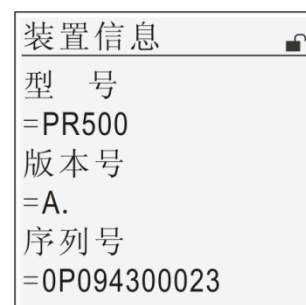 装置信息
型 号
=PR500
版本号
=A.
序列号
=0P094300023